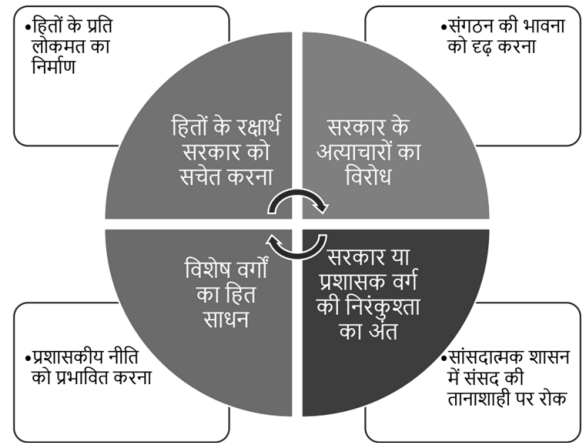 •हितों के प्रति
लोकमत का
निर्माण
•संगठन की भावना
को दृढ़ करना
हितों के रक्षार्थ
सरकार को
सचेत करना
सरकार के
अत्याचारों का
विरोध
विशेष वर्गों
का हित
साधन
सरकार या
प्रशासक वर्ग
की निरंकुश्ता
का अंत
•प्रशासकीय नीति
को प्रभावित करना
•सांसदात्मक शासन
में संसद की
तानाशाही पर रोक